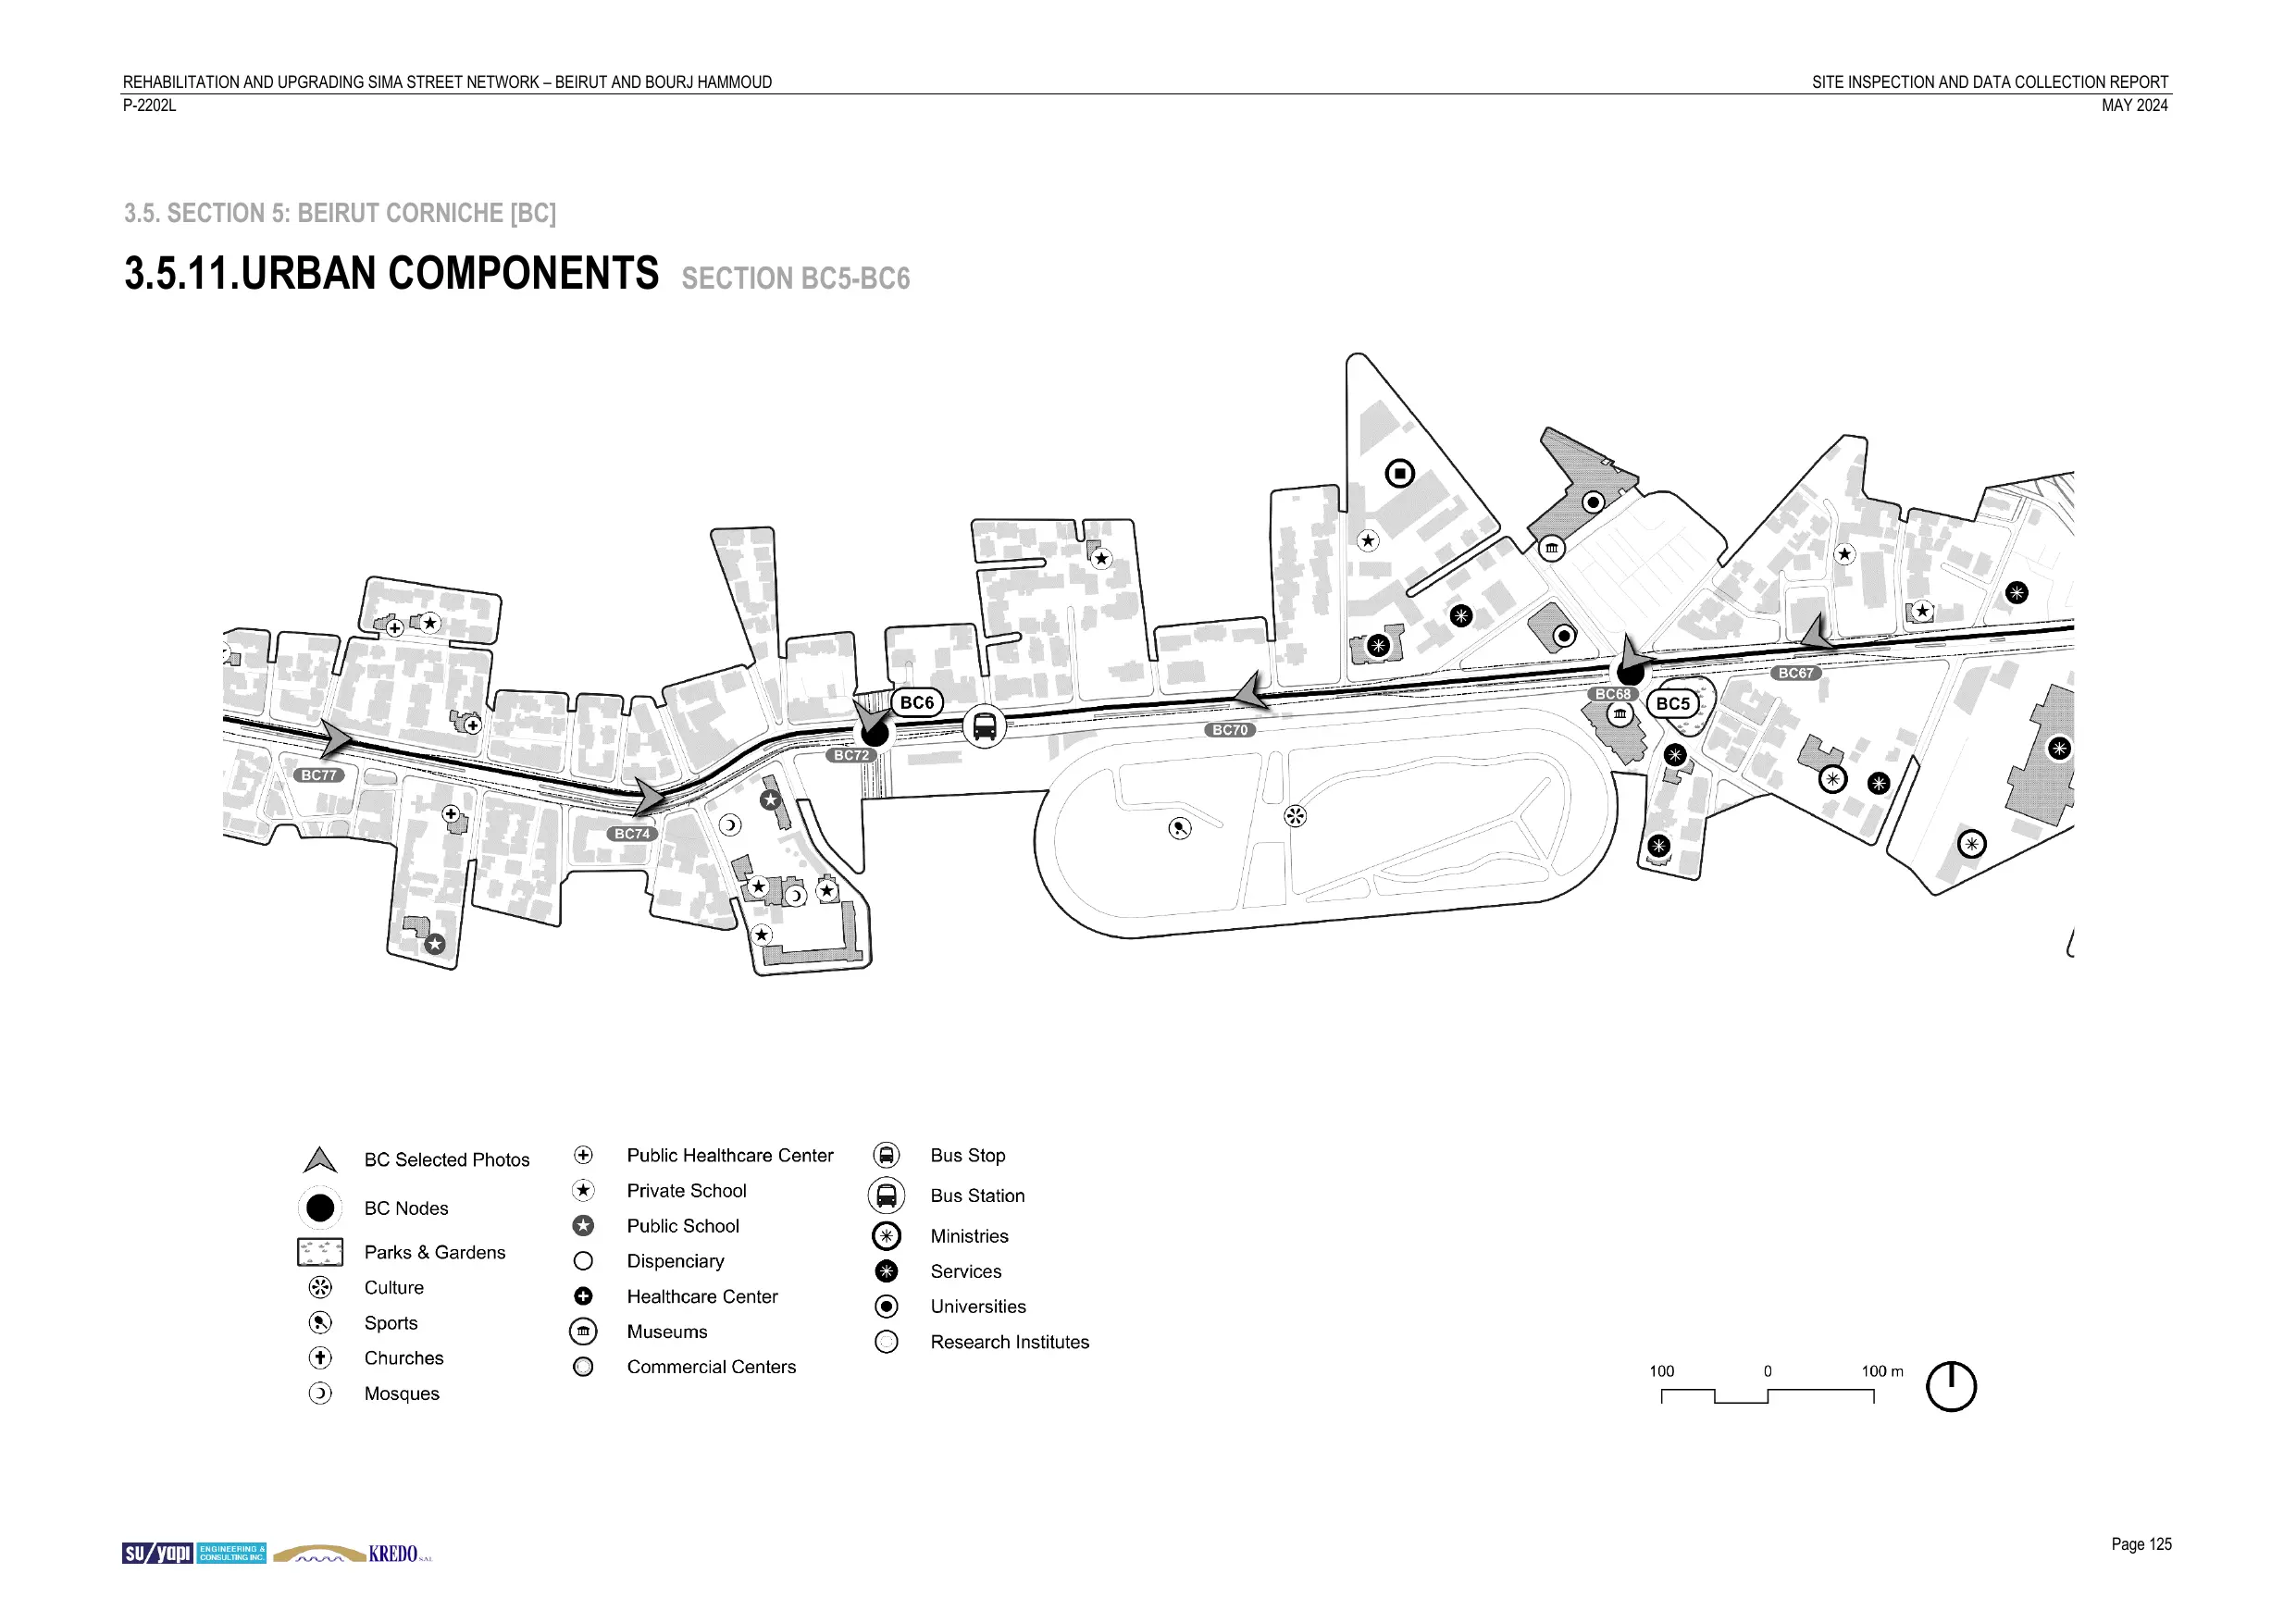 REHABILITATION AND UPGRADING SIMA STREET NETWORK – BEIRUT AND BOURJ HAMMOUD
SITE INSPECTION AND DATA COLLECTION REPORT
P-2202L
MAY 2024
3.5. SECTION 5: BEIRUT CORNICHE [BC]
3.5.11.URBAN COMPONENTS SECTION BC5-BC6
BC67
BC68
BC5
BC6
BC70
BC72
BC77
BC74
BC Selected Photos
BC Nodes
Parks & Gardens
Culture
Sports
Churches
Mosques
Public Healthcare Center
Private School
Public School
Dispenciary
Healthcare Center
Museums
Commercial Centers
Bus Stop
Bus Station
Ministries
Services
Universities
Research Institutes
100 0 100 m
su/yapı ENGINEERING & CONSULTING INC.
KREDO S.A.L
Page 125